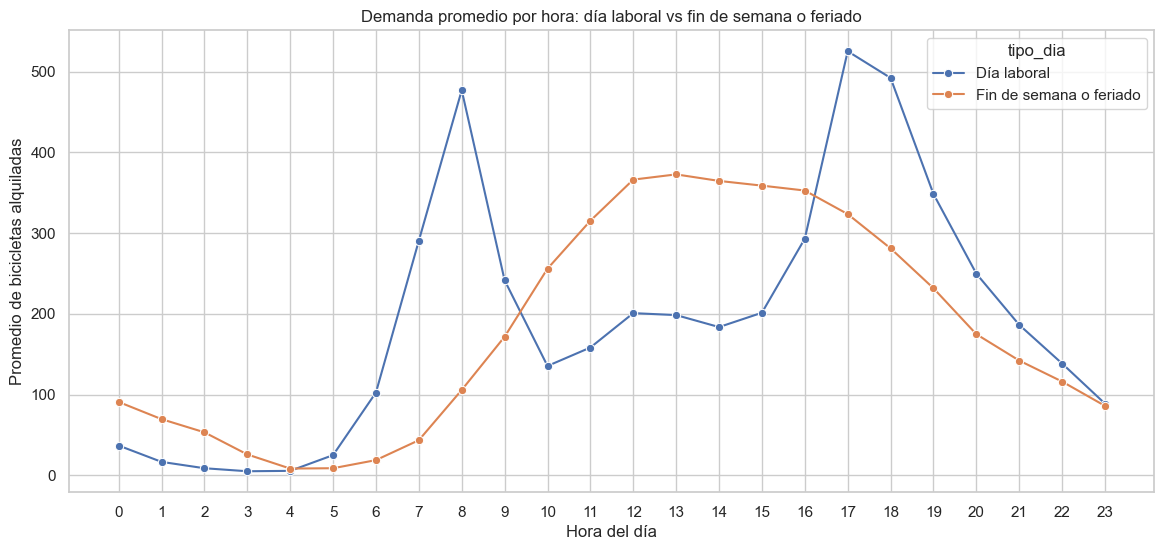 Demanda promedio por hora: día laboral vs fin de semana o feriado
tipo_dia
Día laboral
Fin de semana o feriado
Promedio de bicicletas alquiladas
500
400
300
200
100
0
0 1 2 3 4 5 6 7 8 9 10 11 12 13 14 15 16 17 18 19 20 21 22 23
Hora del día